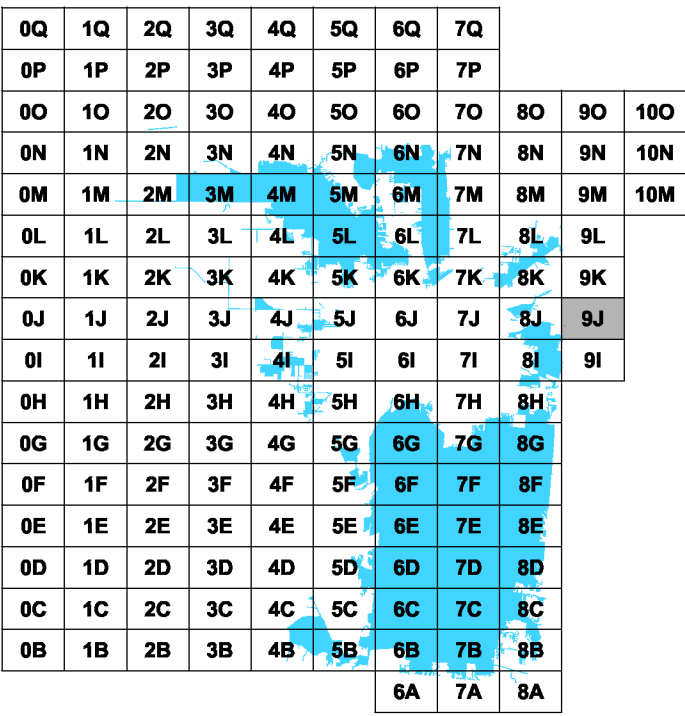 0Q 1Q 2Q 3Q 4Q 5Q 6Q 7Q
0P 1P 2P 3P 4P 5P 6P 7P
0O 1O 2O 3O 4O 5O 6O 7O 8O 9O 10O
0N 1N 2N 3N 4N 5N 6N 7N 8N 9N 10N
0M 1M 2M 3M 4M 5M 6M 7M 8M 9M 10M
0L 1L 2L 3L 4L 5L 6L 7L 8L 9L
0K 1K 2K 3K 4K 5K 6K 7K 8K 9K
0J 1J 2J 3J 4J 5J 6J 7J 8J 9J
0I 1I 2I 3I 4I 5I 6I 7I 8I 9I
0H 1H 2H 3H 4H 5H 6H 7H 8H
0G 1G 2G 3G 4G 5G 6G 7G 8G
0F 1F 2F 3F 4F 5F 6F 7F 8F
0E 1E 2E 3E 4E 5E 6E 7E 8E
0D 1D 2D 3D 4D 5D 6D 7D 8D
0C 1C 2C 3C 4C 5C 6C 7C 8C
0B 1B 2B 3B 4B 5B 6B 7B 8B
6A 7A 8A